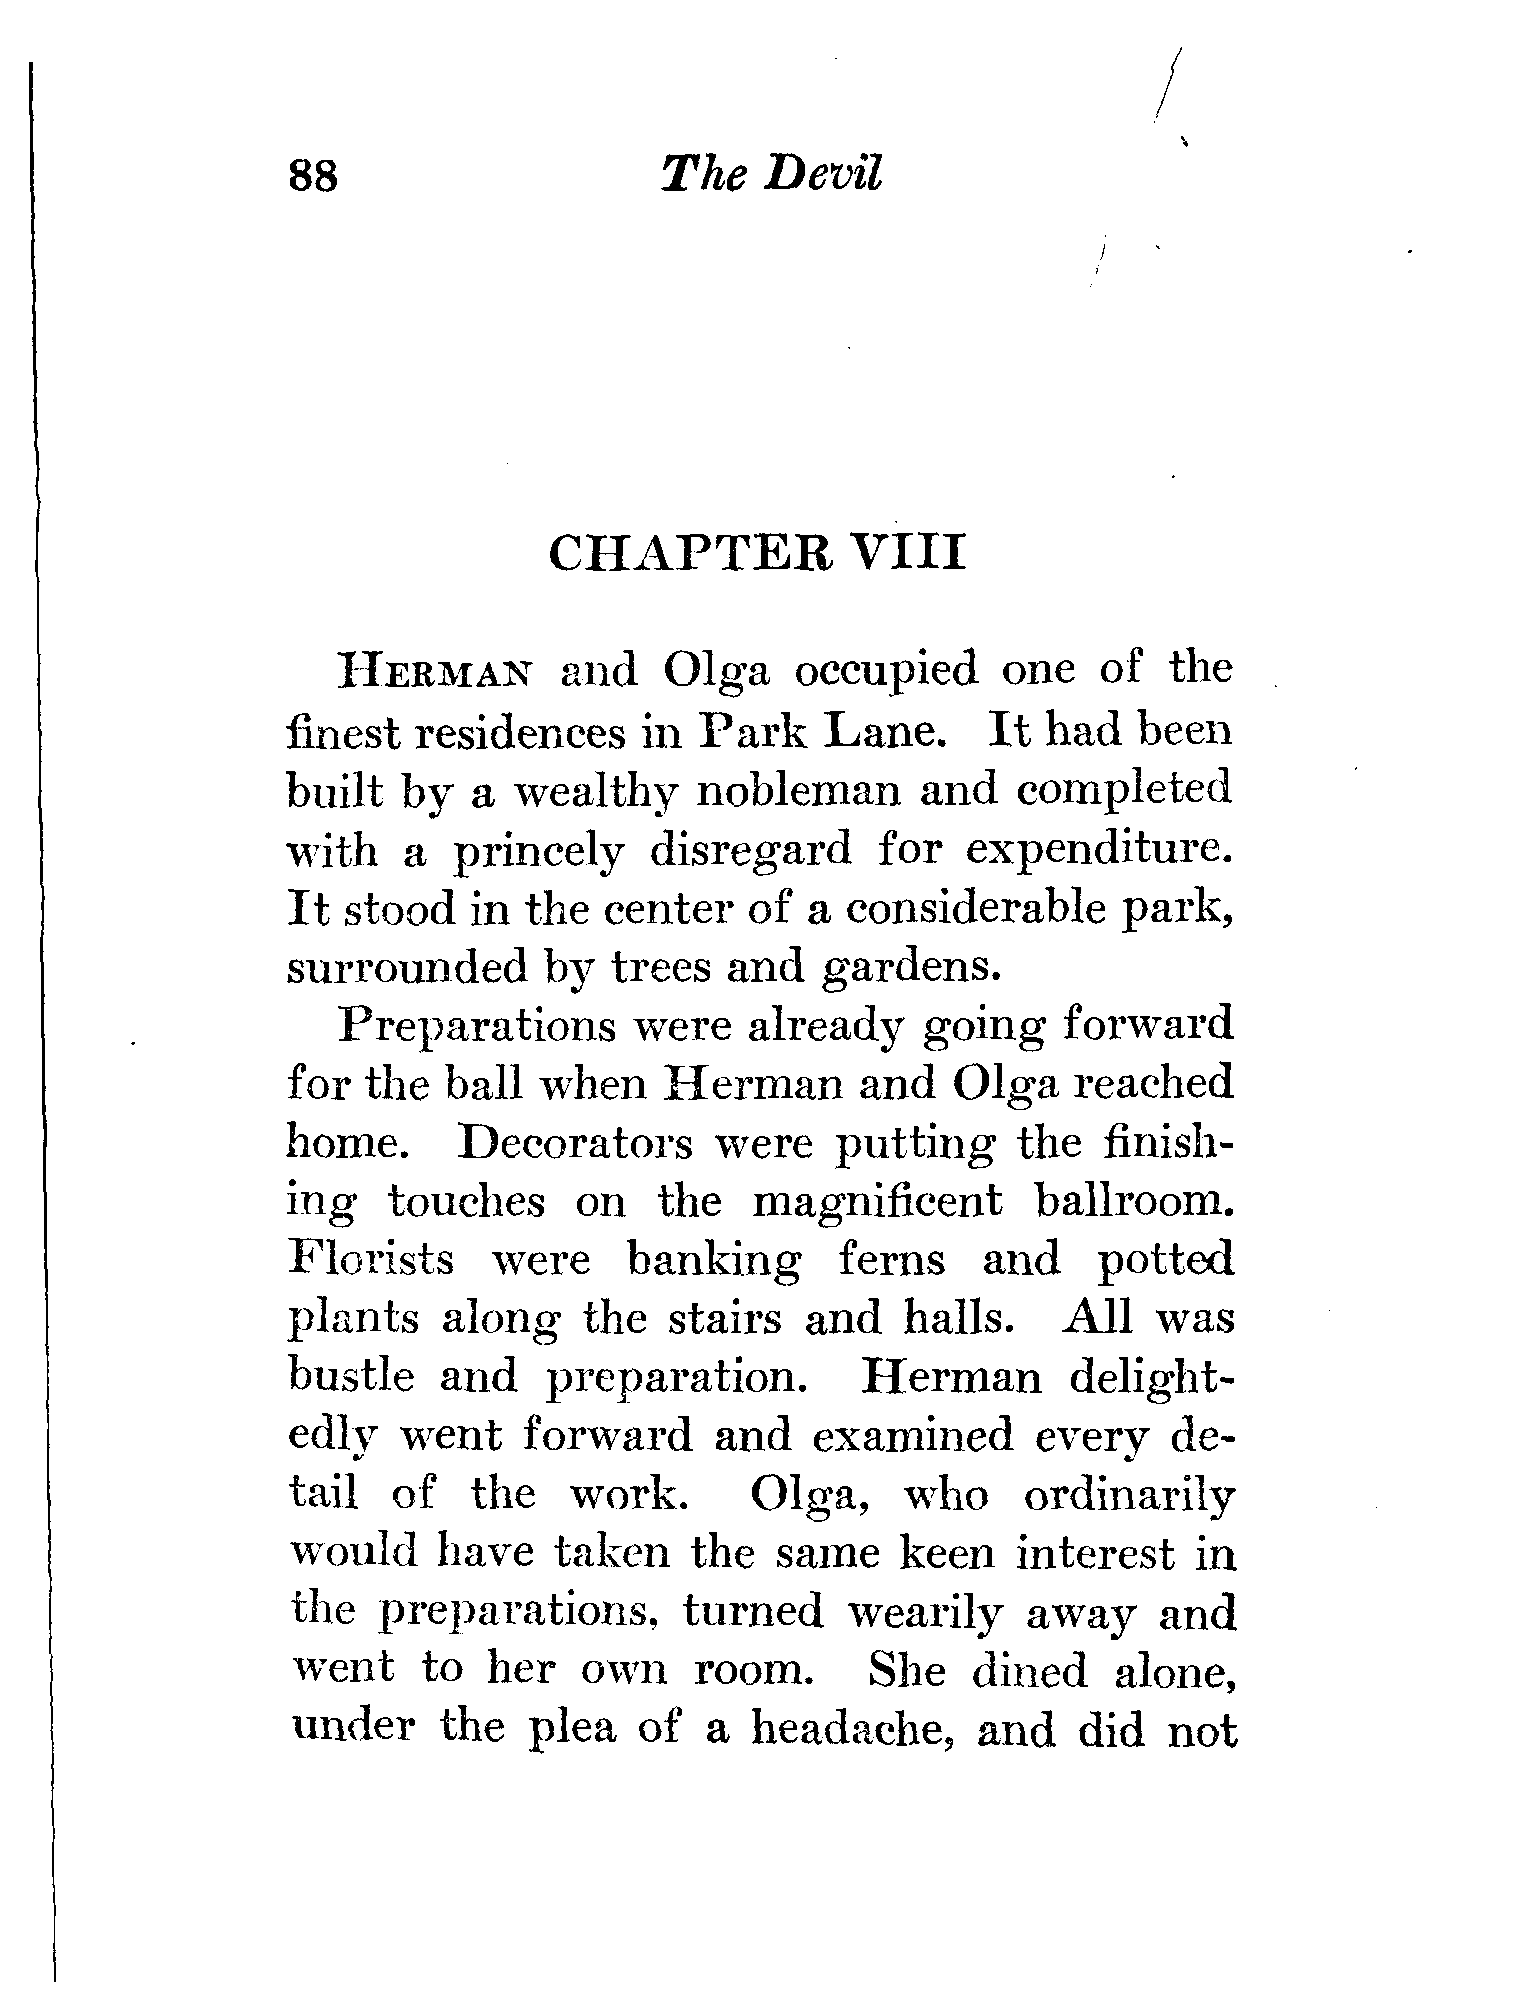 88 The Devil
CHAPTER VIII
HERMAN and Olga occupied one of the
finest residences in Park Lane. It had been
built by a wealthy nobleman and completed
with a princely disregard for expenditure.
It stood in the center of a considerable park,
surrounded by trees and gardens.
Preparations were already going forward
for the ball when Herman and Olga reached
home. Decorators were putting the finish-
ing touches on the magnificent ballroom.
Florists were banking ferns and potted
plants along the stairs and halls. All was
bustle and preparation. Herman delight-
edly went forward and examined every de-
tail of the work. Olga, who ordinarily
would have taken the same keen interest in
the preparations, turned wearily away and
went to her own room. She dined alone,
under the plea of a headache, and did not